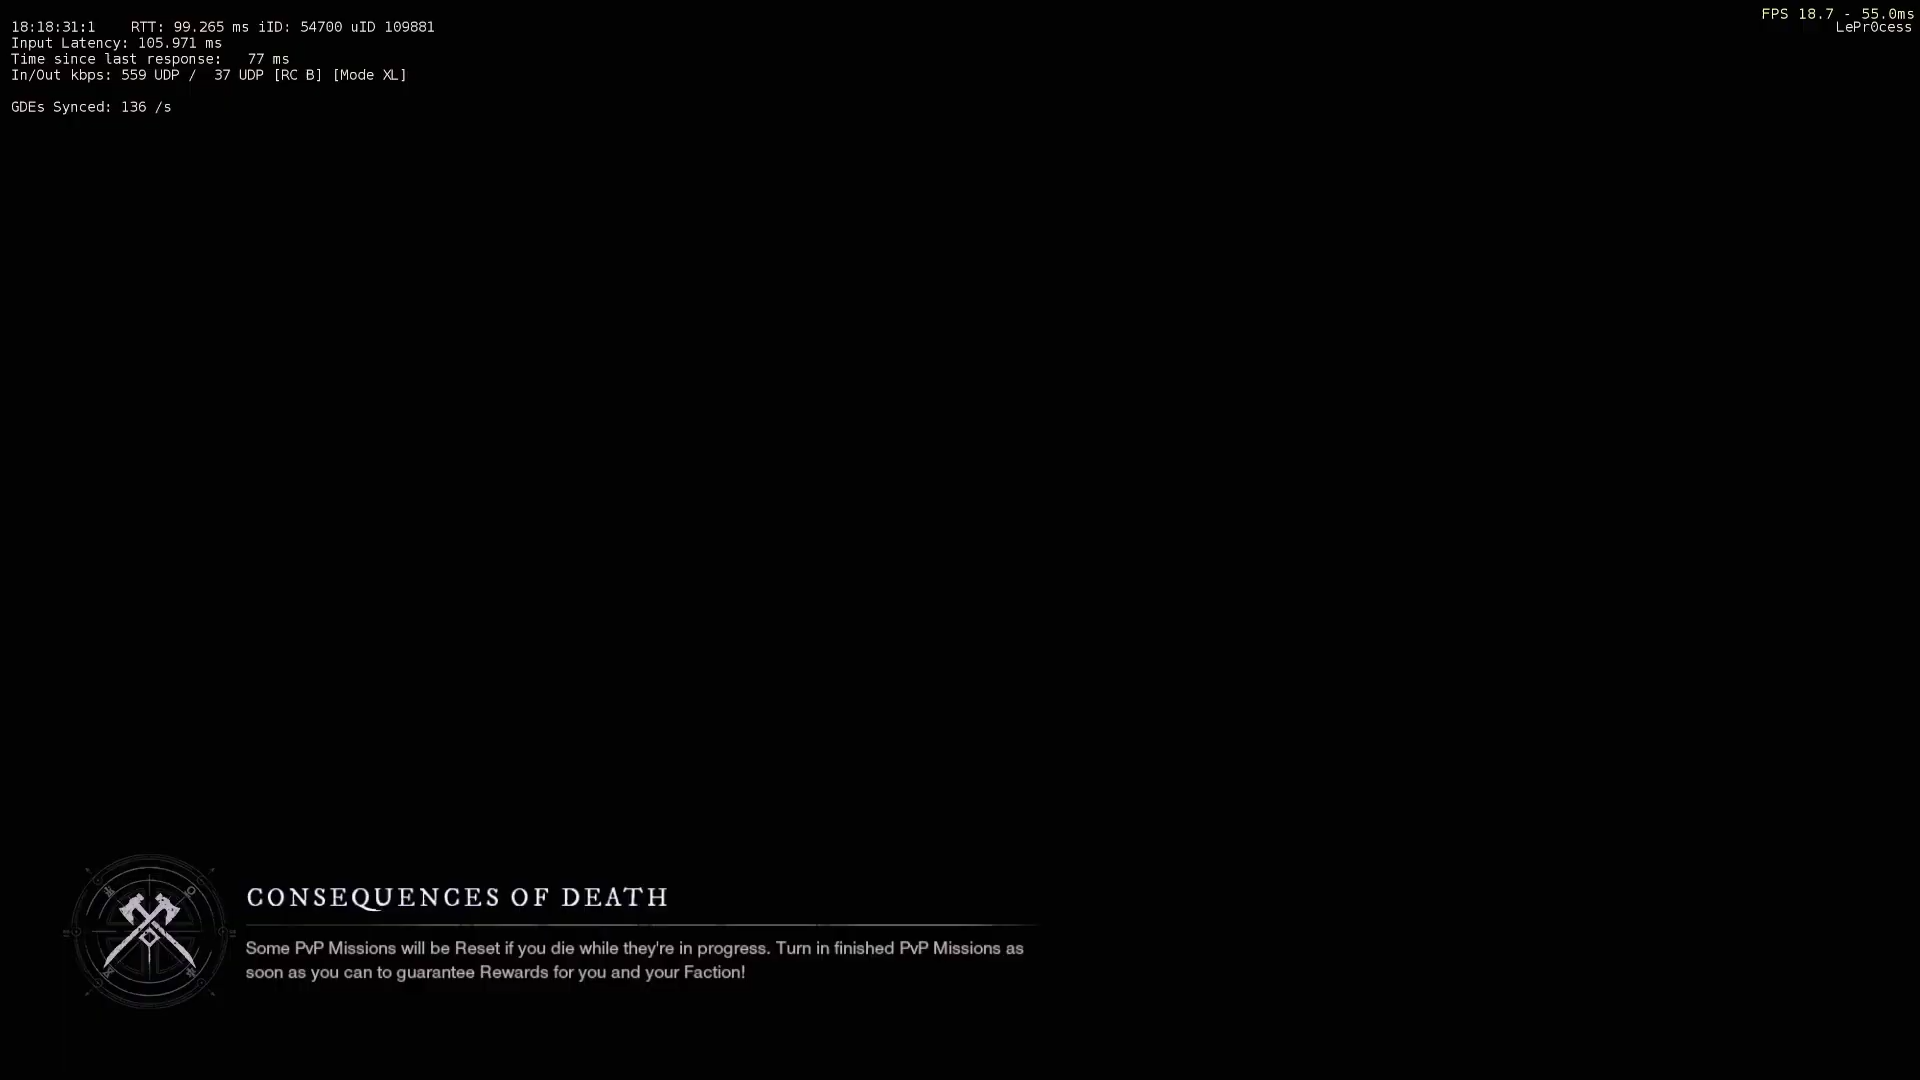 FPS 18.7 - 55.0ms
18:18:31:1 RTT: 99.265 ms iID: 54700 uID 109881
LePr0cess
Input Latency: 105.971 ms
Time since last response: 77 ms
In/Out kbps: 559 UDP / 37 UDP [RC B] [Mode XL]
GDEs Synced: 136 /s
CONSEQUENCES OF DEATH
Some PvP Missions will be Reset if you die while they're in progress. Turn in finished PvP Missions as
soon as you can to guarantee Rewards for you and your Faction!